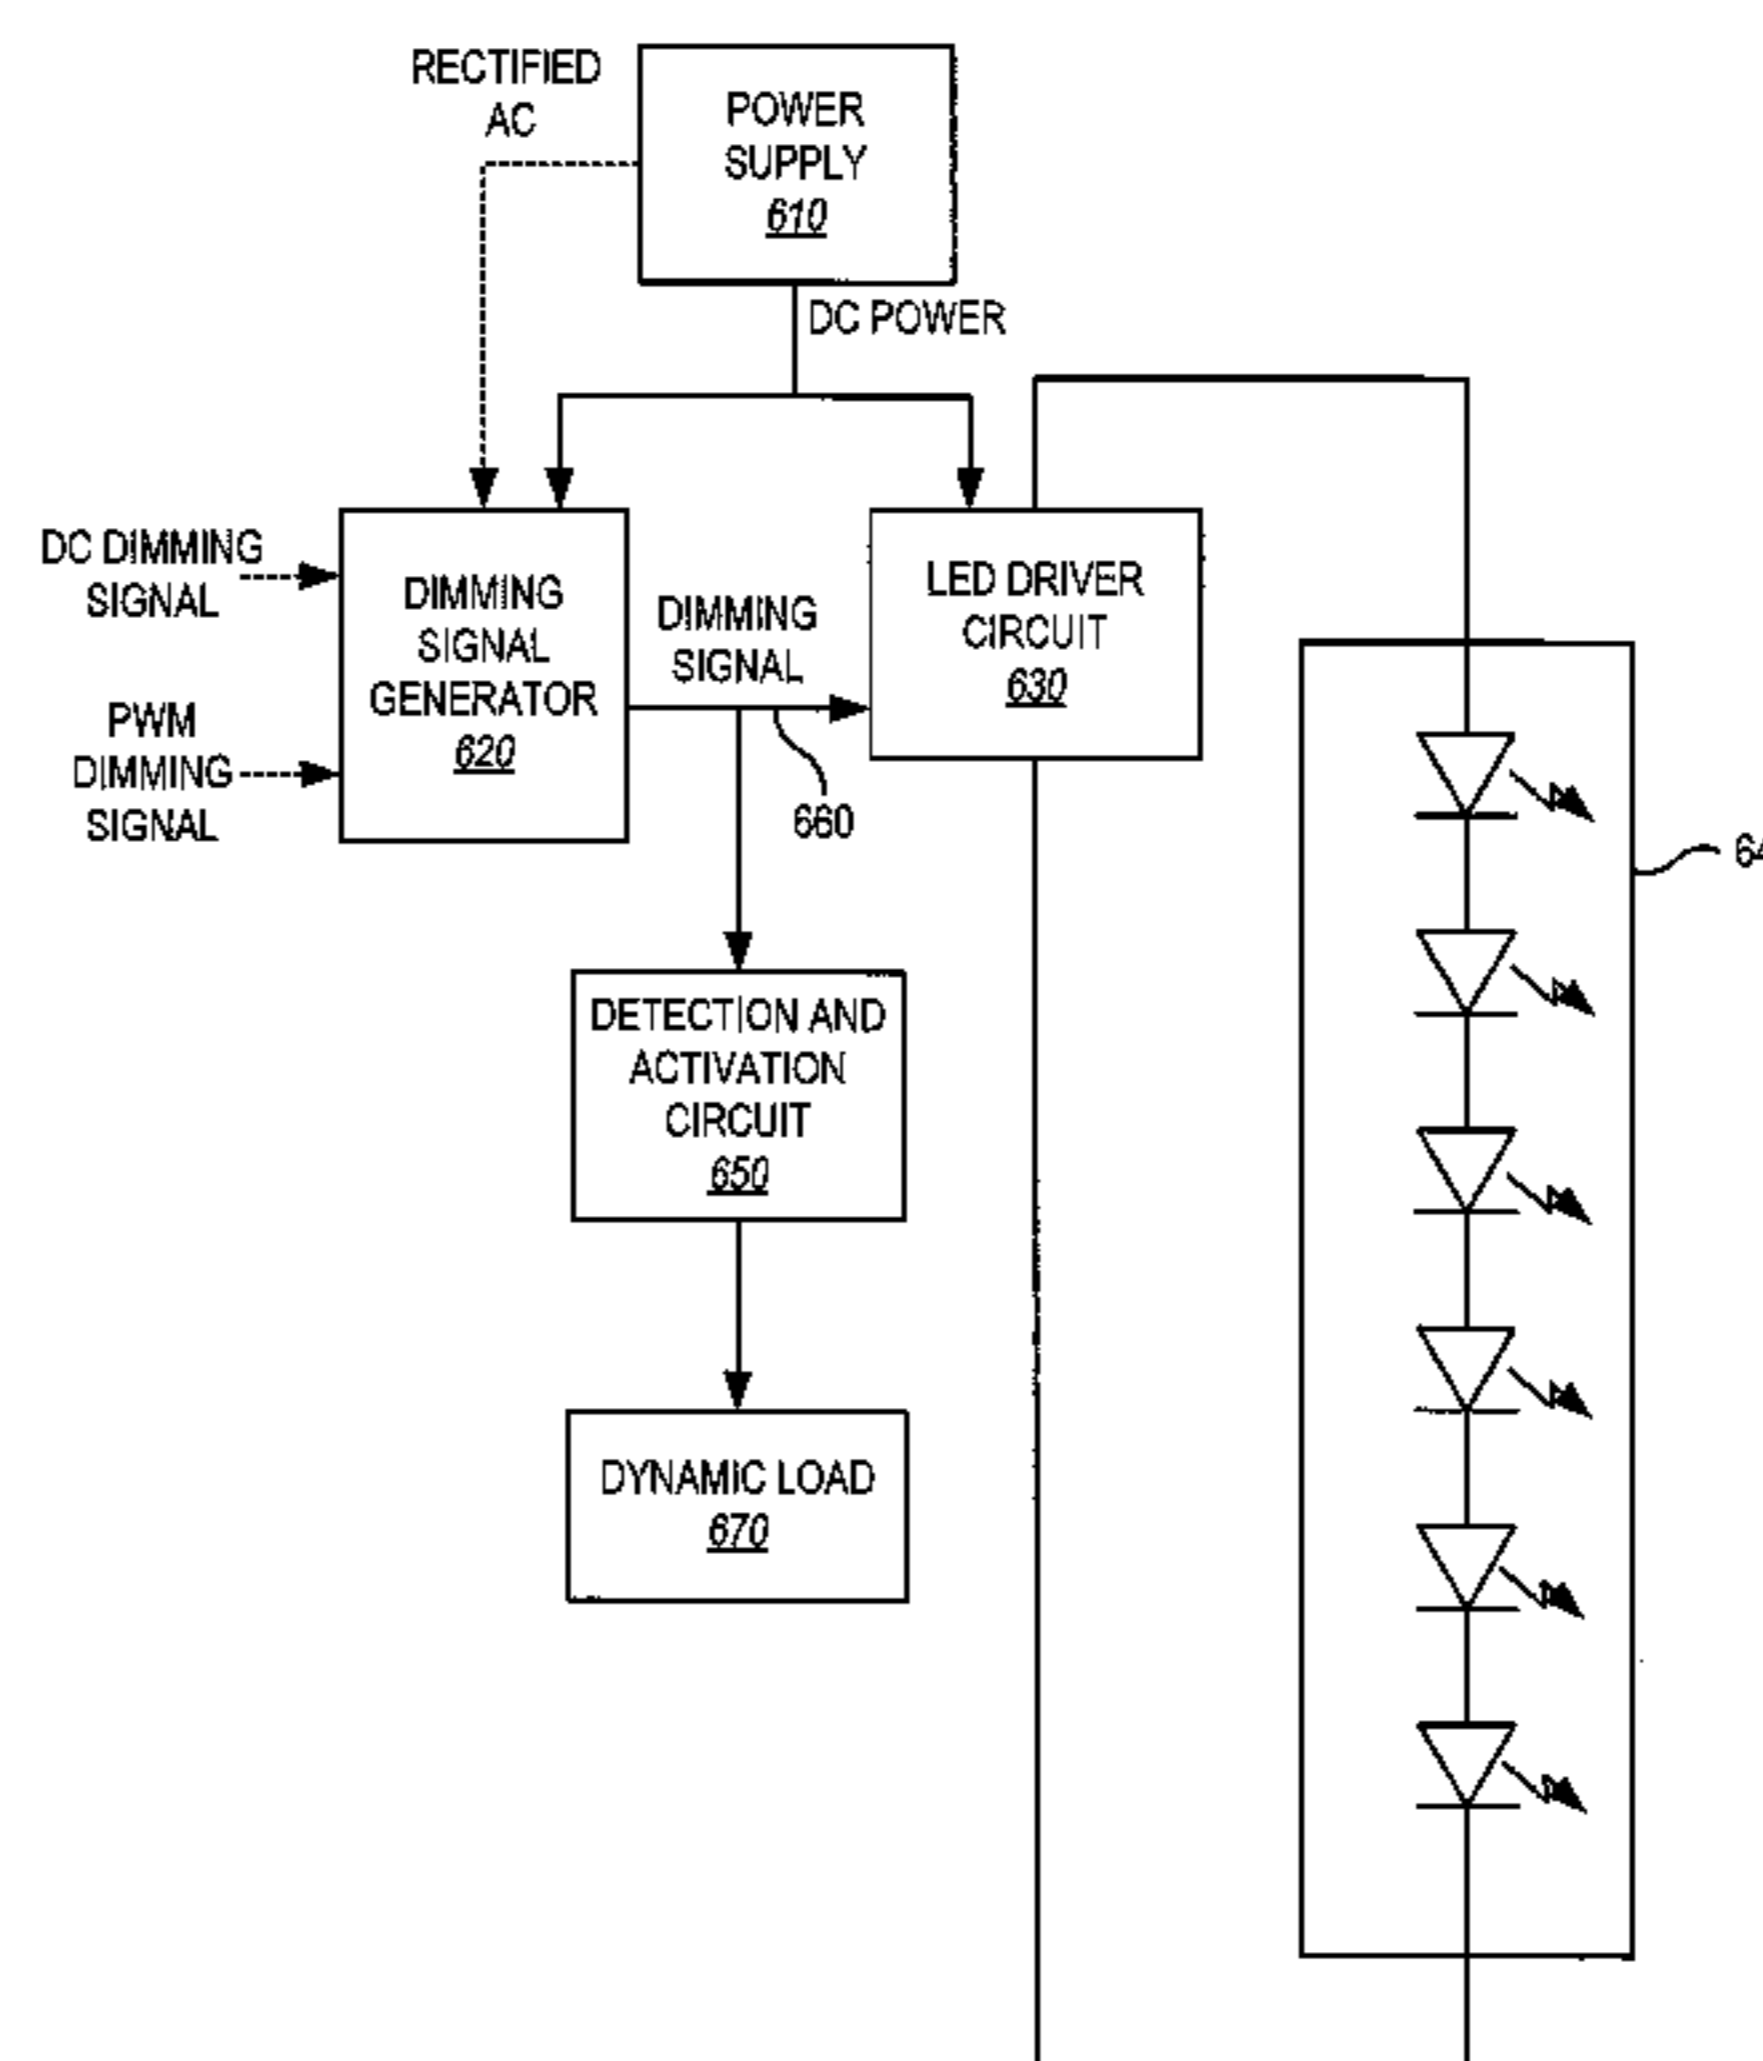 RECTIFIED
AC
POWER
SUPPLY
610
DC POWER
DC DIMMING
SIGNAL
PWM
DIMMING
SIGNAL
DIMMING
SIGNAL
GENERATOR
620
DIMMING
SIGNAL
660
LED DRIVER
CIRCUIT
630
DETECTION AND
ACTIVATION
CIRCUIT
650
DYNAMIC LOAD
670